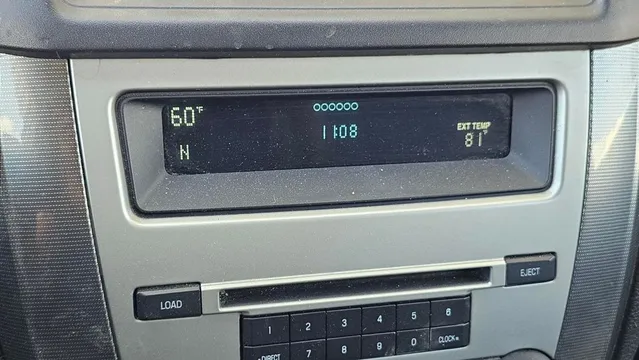 60°F
oooooo
11:08
EXT TEMP
81°
N
LOAD
EJECT
1 2 3 4 5 6
DIRECT 7 8 9 0 CLOCK